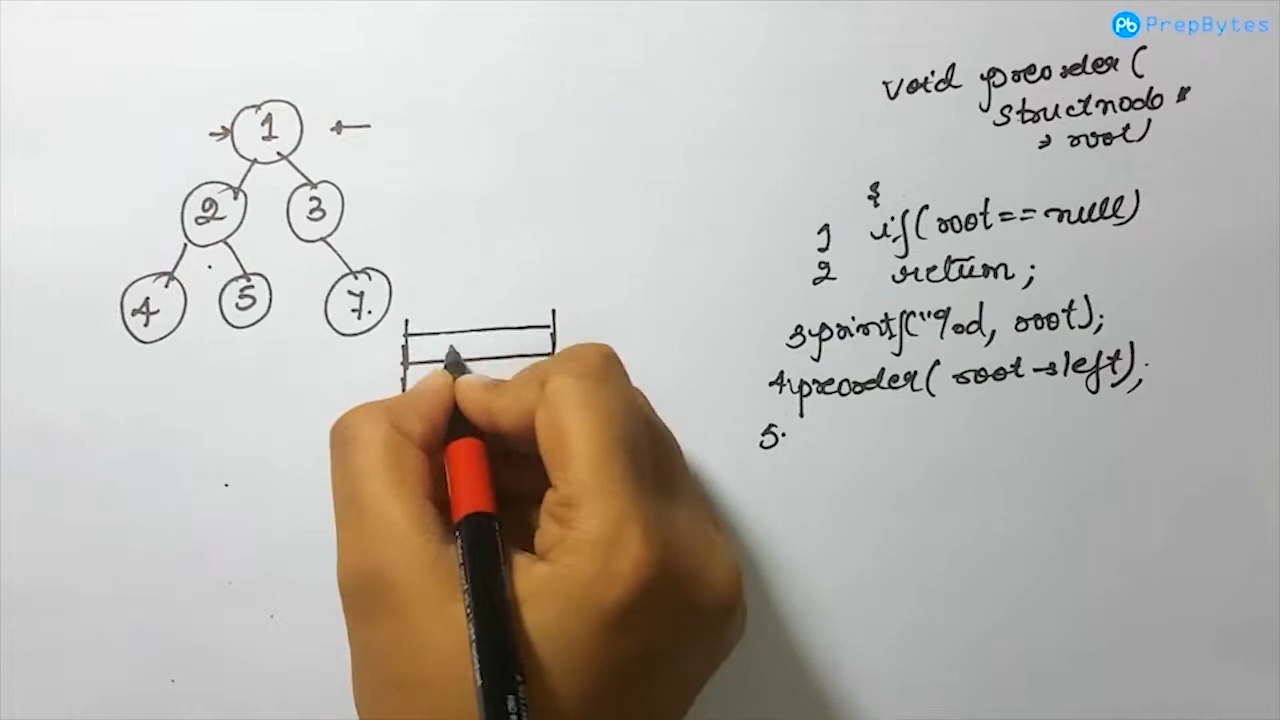 PrepBytes
void preorder(
struct node *
root)
1
2 3
4 5 7.
{
1 if(root==null)
2 return;
3 printf("%d, root);
4 preorder( root→left);
5.